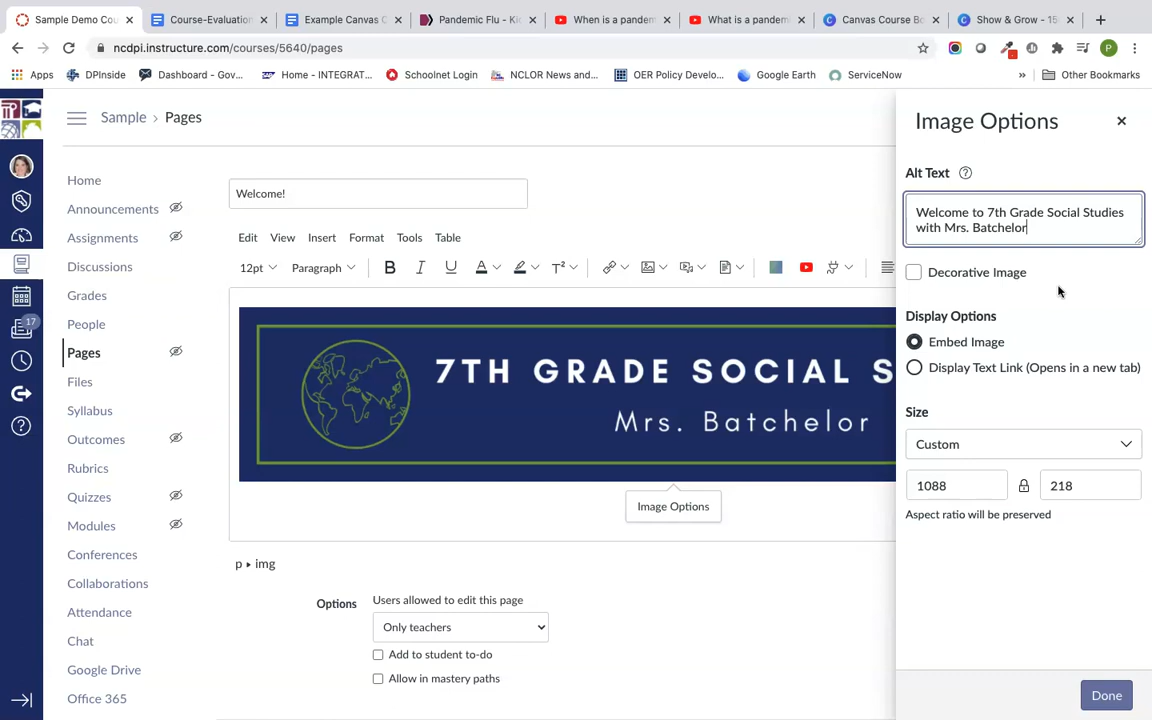 Sample Demo Cou
Course-Evaluation
Example Canvas C
Pandemic Flu - Kic
When is a pandem
What is a pandem
Canvas Course Bo
Show & Grow - 15
ncdpi.instructure.com/courses/5640/pages
P
Apps
DPInside
Dashboard - Gov...
Home - INTEGRAT...
Schoolnet Login
NCLOR News and...
OER Policy Develo...
Google Earth
ServiceNow
»
Other Bookmarks
Sample › Pages
Image Options
Alt Text
Welcome to 7th Grade Social Studies
with Mrs. Batchelor
Decorative Image
Display Options
Embed Image
Display Text Link (Opens in a new tab)
Size
Custom
1088
218
Aspect ratio will be preserved
Done
17
Home
Announcements
Assignments
Discussions
Grades
People
Pages
Files
Syllabus
Outcomes
Rubrics
Quizzes
Modules
Conferences
Collaborations
Attendance
Chat
Google Drive
Office 365
Welcome!
Edit View Insert Format Tools Table
12pt Paragraph B I U A T²
7TH GRADE SOCIAL S
Mrs. Batchelor
Image Options
p ▸ img
Options
Users allowed to edit this page
Only teachers
Add to student to-do
Allow in mastery paths